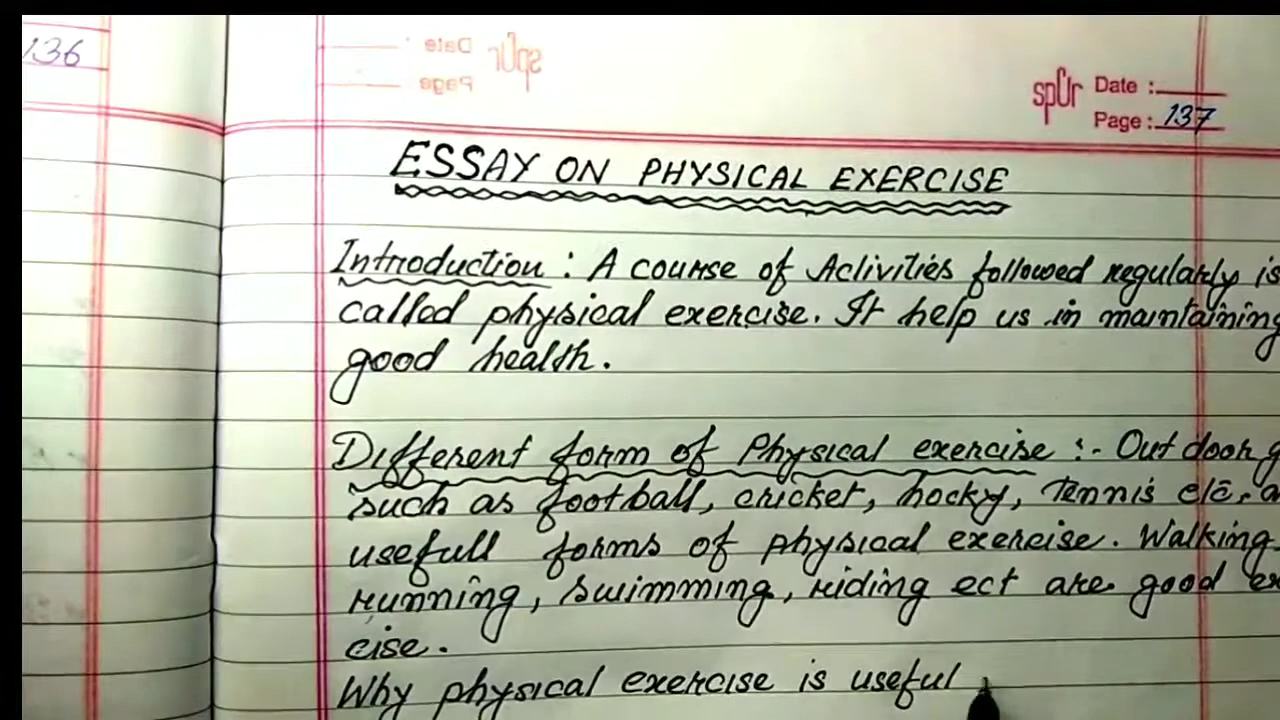 136
spur Date :
Page : 137
ESSAY ON PHYSICAL EXERCISE
Introduction : A course of Activities followed regularly is
called physical exercise. It help us in maintaining
good health.
Different form of Physical exercise :- Out door g
such as football, cricket, hocky, Tennis etc. a
usefull forms of physical exercise. Walking
running, swimming, riding ect are good ex
cise.
Why physical exercise is useful